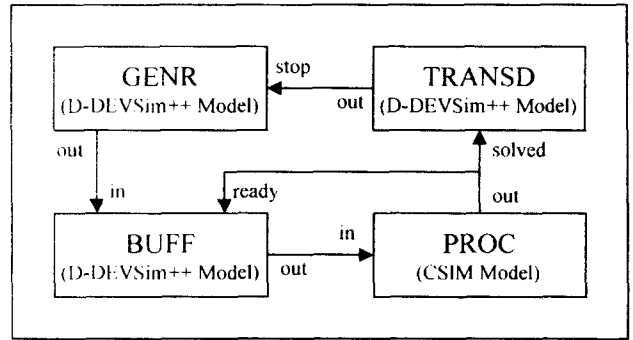 GENR
(D-DEVSim++ Model)
stop
out
TRANSD
(D-DEVSim++ Model)
out
in
ready
solved
out
BUFF
(D-DEVSim++ Model)
out
in
PROC
(CSIM Model)